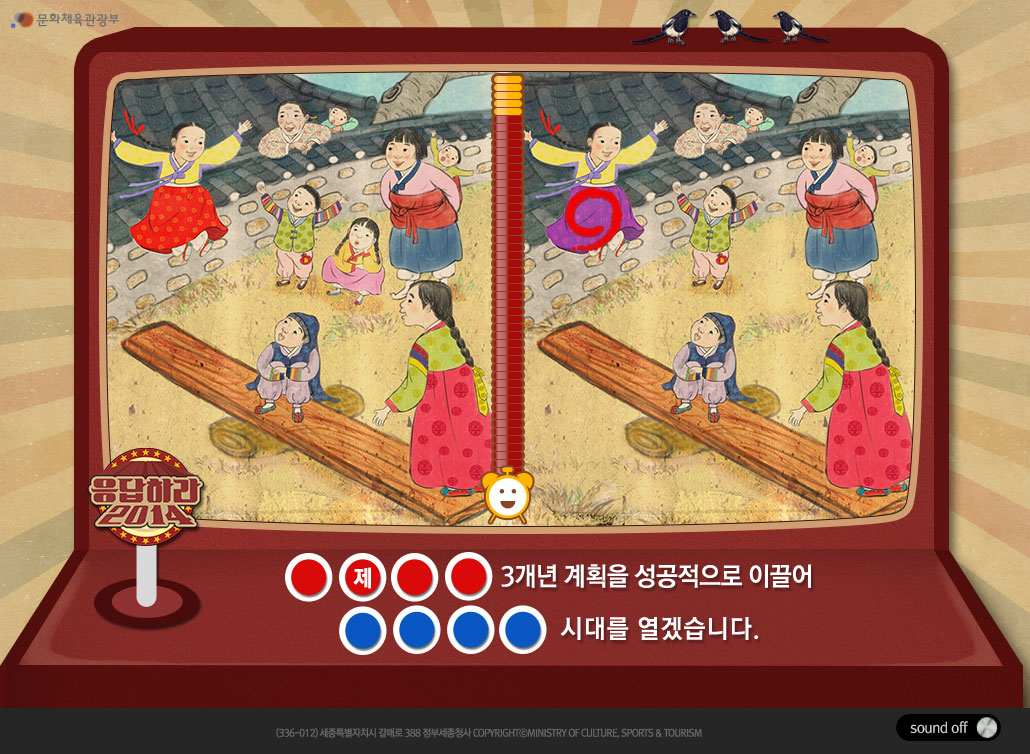 문화체육관광부
응답하라
2014
제 3개년 계획을 성공적으로 이끌어
시대를 열겠습니다.
(336-012) 세종특별자치시 갈매로 388 정부세종청사 COPYRIGHT©MINISTRY OF CULTURE, SPORTS & TOURISM
sound off